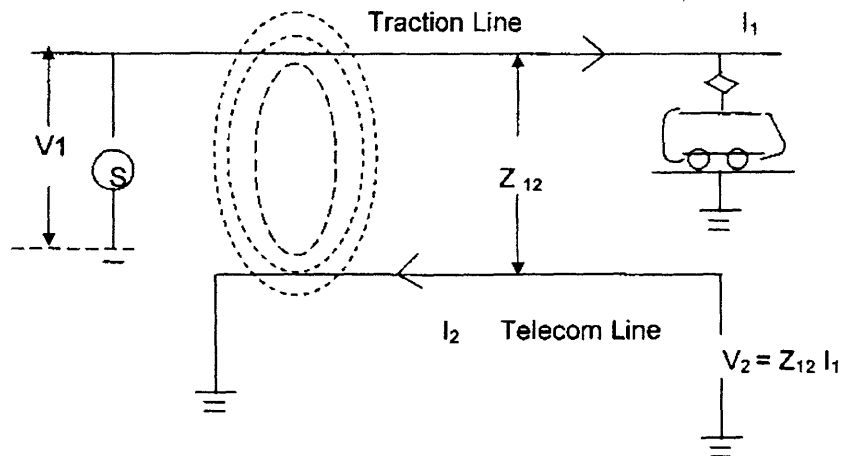 Traction Line I₁
V1
S
Z ₁₂
I₂ Telecom Line
V₂ = Z₁₂ I₁